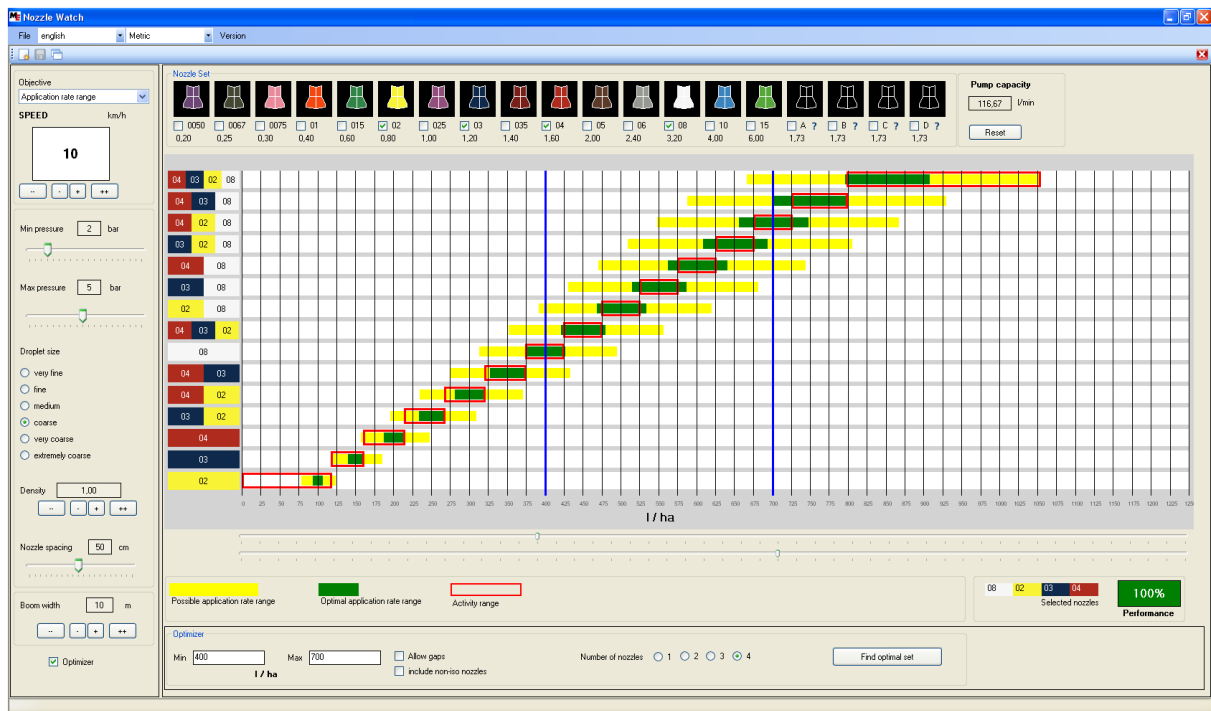 Nozzle Watch
File english Metric Version
Objective
Application rate range
SPEED km/h
10
-- - + ++
Min pressure 2 bar
Max pressure 5 bar
Droplet size
very fine
fine
medium
coarse
very coarse
extremely coarse
Density 1,00
-- - + ++
Nozzle spacing 50 cm
Boom width 10 m
-- - + ++
Optimizer
Nozzle Set
0050 0067 0075 01 015 02 025 03 035 04 05 06 08 10 15 A ? B ? C ? D ?
0,20 0,25 0,30 0,40 0,60 0,80 1,00 1,20 1,40 1,60 2,00 2,40 3,20 4,00 6,00 1,73 1,73 1,73 1,73
Pump capacity
116,67 l/min
Reset
04 03 02 08
04 03 08
04 02 08
03 02 08
04 08
03 08
02 08
04 03 02
08
04 03
04 02
03 02
04
03
02
0 25 50 75 100 125 150 175 200 225 250 275 300 325 350 375 400 425 450 475 500 525 550 575 600 625 650 675 700 725 750 775 800 825 850 875 900 925 950 975 1000 1025 1050 1075 1100 1125 1150 1175 1200 1225
l / ha
Possible application rate range Optimal application rate range Activity range
08 02 03 04
Selected nozzles
100%
Performance
Optimizer
Min 400 Max 700
l / ha
Allow gaps
include non-iso nozzles
Number of nozzles 1 2 3 4
Find optimal set